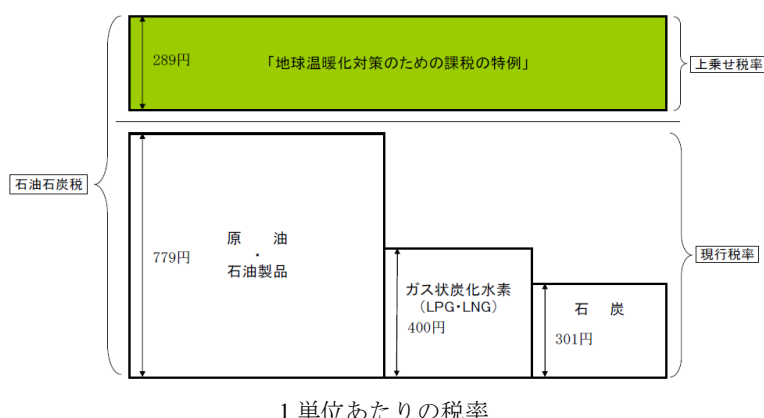 289円
「地球温暖化対策のための課税の特例」
上乗せ税率
石油石炭税
779円
原　油
・
石油製品
ガス状炭化水素
（LPG・LNG）
400円
石　炭
301円
現行税率
1単位あたりの税率